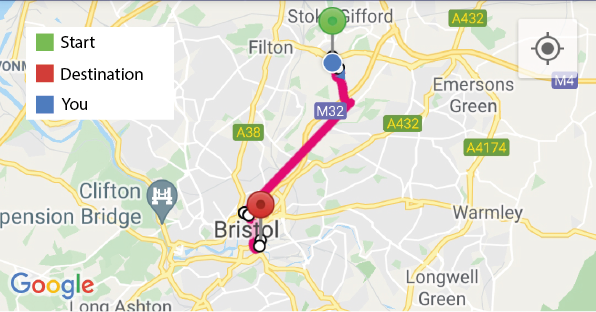 Stoke Gifford
A432
Start
Filton
Destination
M4
Emersons
Green
You
M32
A38
A432
A4174
Clifton
pension Bridge
Warmley
Bristol
Google
Longwell
Green
Long Ashton